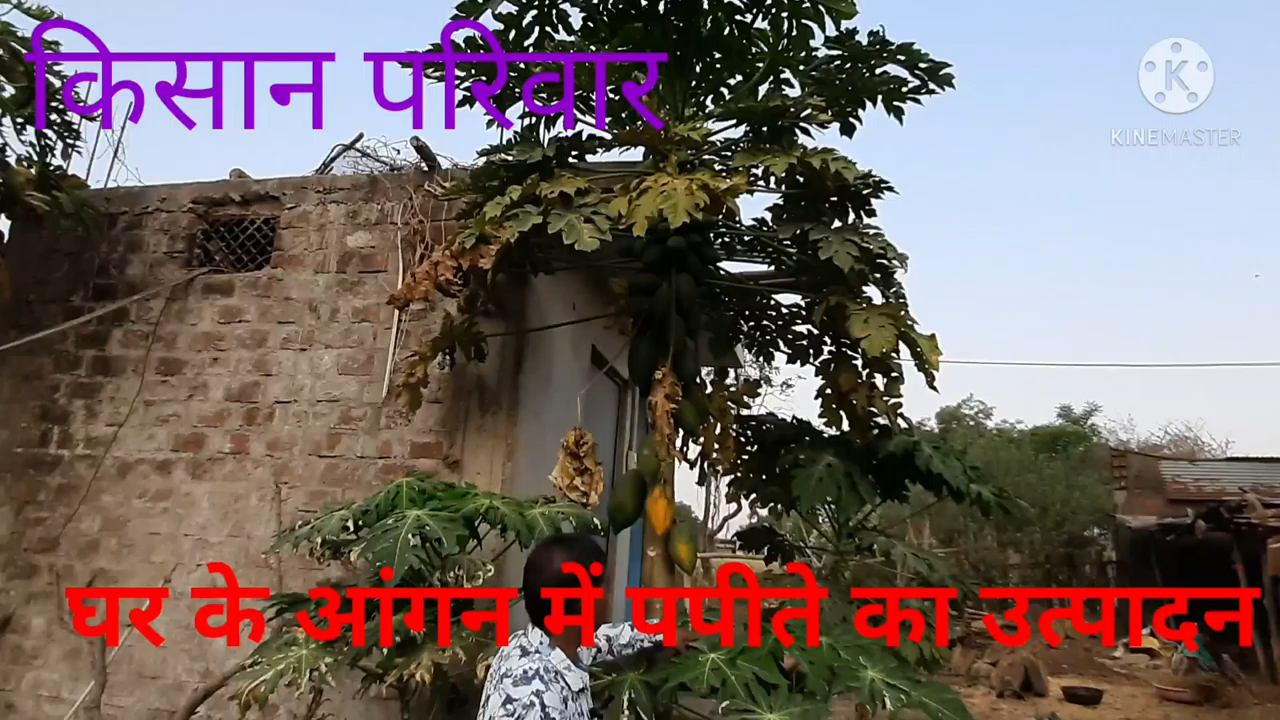 किसान परिवार
K
KINEMASTER
घर के आंगन में पपीते का उत्पादन